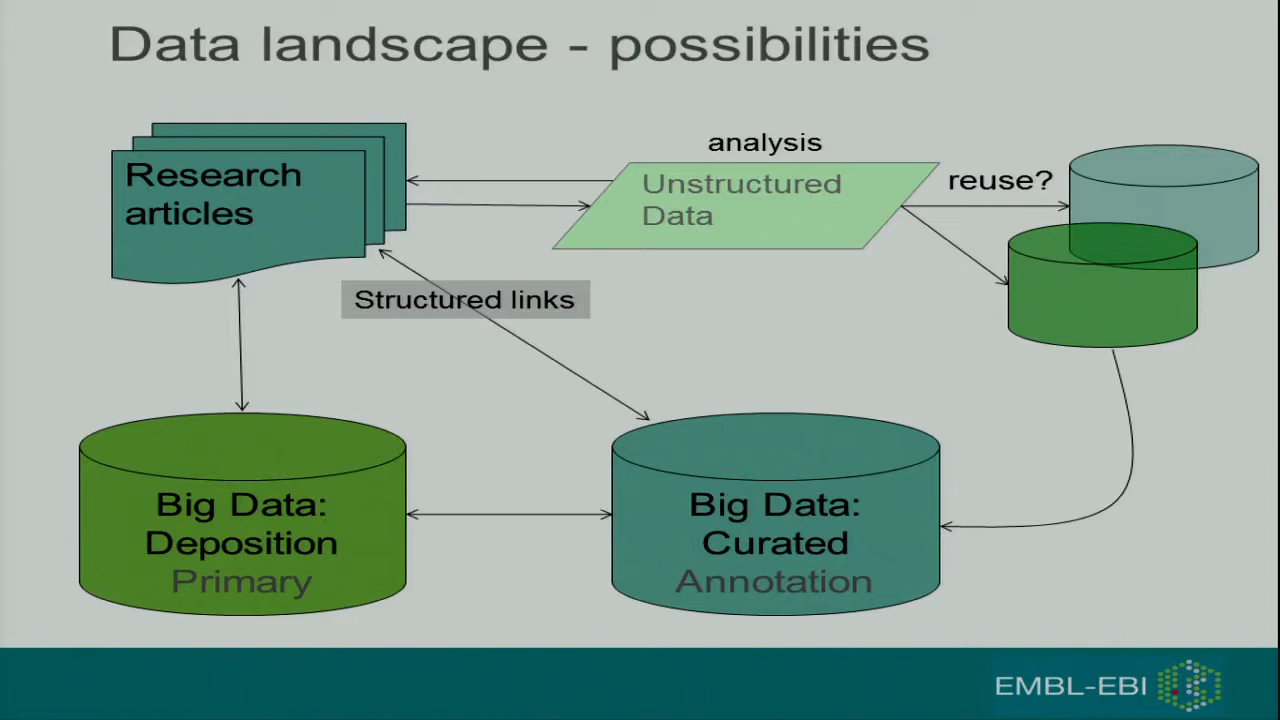 Data landscape - possibilities
analysis
Research
articles
Unstructured
Data
reuse?
Structured links
Big Data:
Deposition
Primary
Big Data:
Curated
Annotation
EMBL-EBI